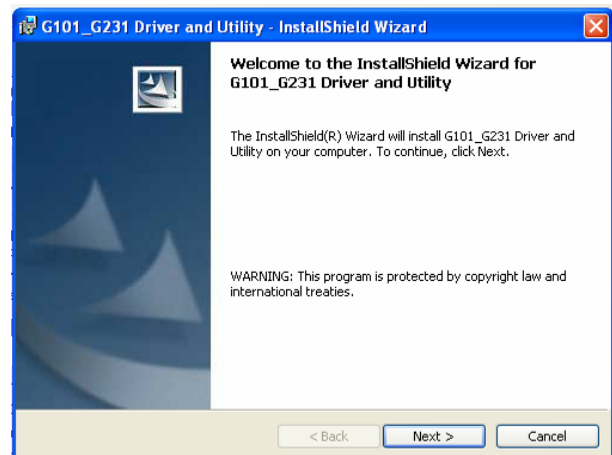 G101_G231 Driver and Utility - InstallShield Wizard
Welcome to the InstallShield Wizard for
G101_G231 Driver and Utility
The InstallShield(R) Wizard will install G101_G231 Driver and
Utility on your computer. To continue, click Next.
WARNING: This program is protected by copyright law and
international treaties.
< Back Next > Cancel